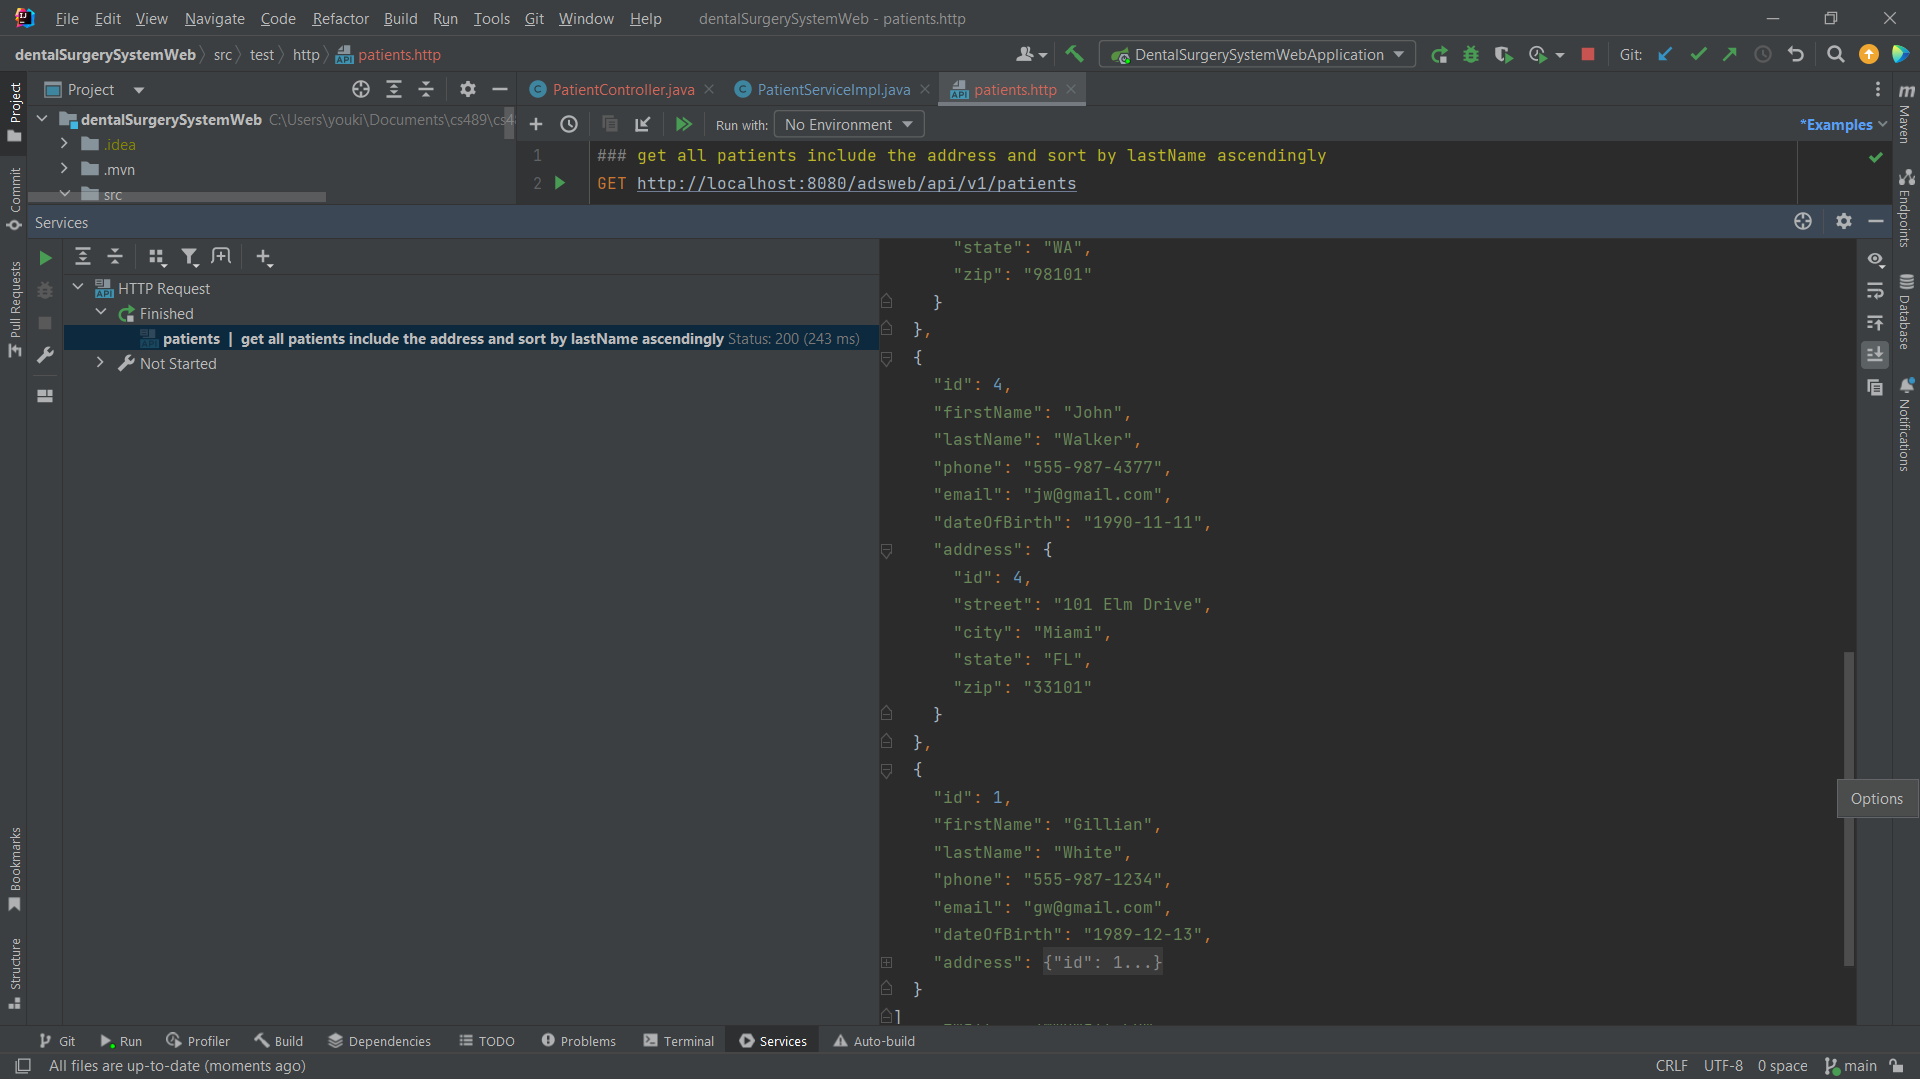 File Edit View Navigate Code Refactor Build Run Tools Git Window Help dentalSurgerySystemWeb - patients.http
dentalSurgerySystemWeb src test http patients.http DentalSurgerySystemWebApplication Git:
Project PatientController.java PatientServiceImpl.java patients.http
dentalSurgerySystemWeb C:\Users\youki\Documents\cs489\cs4
.idea
.mvn
src
Run with: No Environment *Examples
1 ### get all patients include the address and sort by lastName ascendingly
2 GET http://localhost:8080/adsweb/api/v1/patients
Services
HTTP Request
Finished
patients | get all patients include the address and sort by lastName ascendingly Status: 200 (243 ms)
Not Started
"state": "WA",
"zip": "98101"
}
},
{
"id": 4,
"firstName": "John",
"lastName": "Walker",
"phone": "555-987-4377",
"email": "jw@gmail.com",
"dateOfBirth": "1990-11-11",
"address": {
"id": 4,
"street": "101 Elm Drive",
"city": "Miami",
"state": "FL",
"zip": "33101"
}
},
{
"id": 1,
"firstName": "Gillian",
"lastName": "White",
"phone": "555-987-1234",
"email": "gw@gmail.com",
"dateOfBirth": "1989-12-13",
"address": {"id": 1...}
}
]
Options
Project
Commit
Pull Requests
Bookmarks
Structure
Maven
Endpoints
Database
Notifications
Git Run Profiler Build Dependencies TODO Problems Terminal Services Auto-build
All files are up-to-date (moments ago) CRLF UTF-8 0 space main